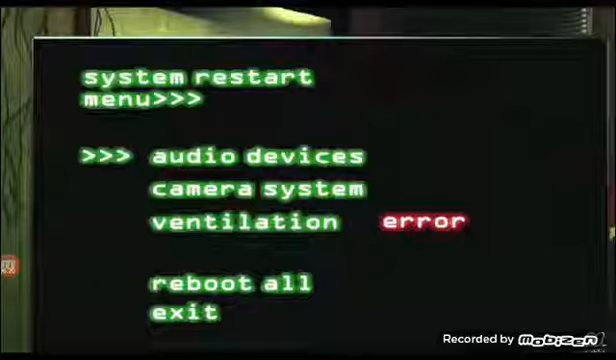 system restart
menu>>>
>>> audio devices
camera system
ventilation error
reboot all
exit
Recorded by MOBIZEN